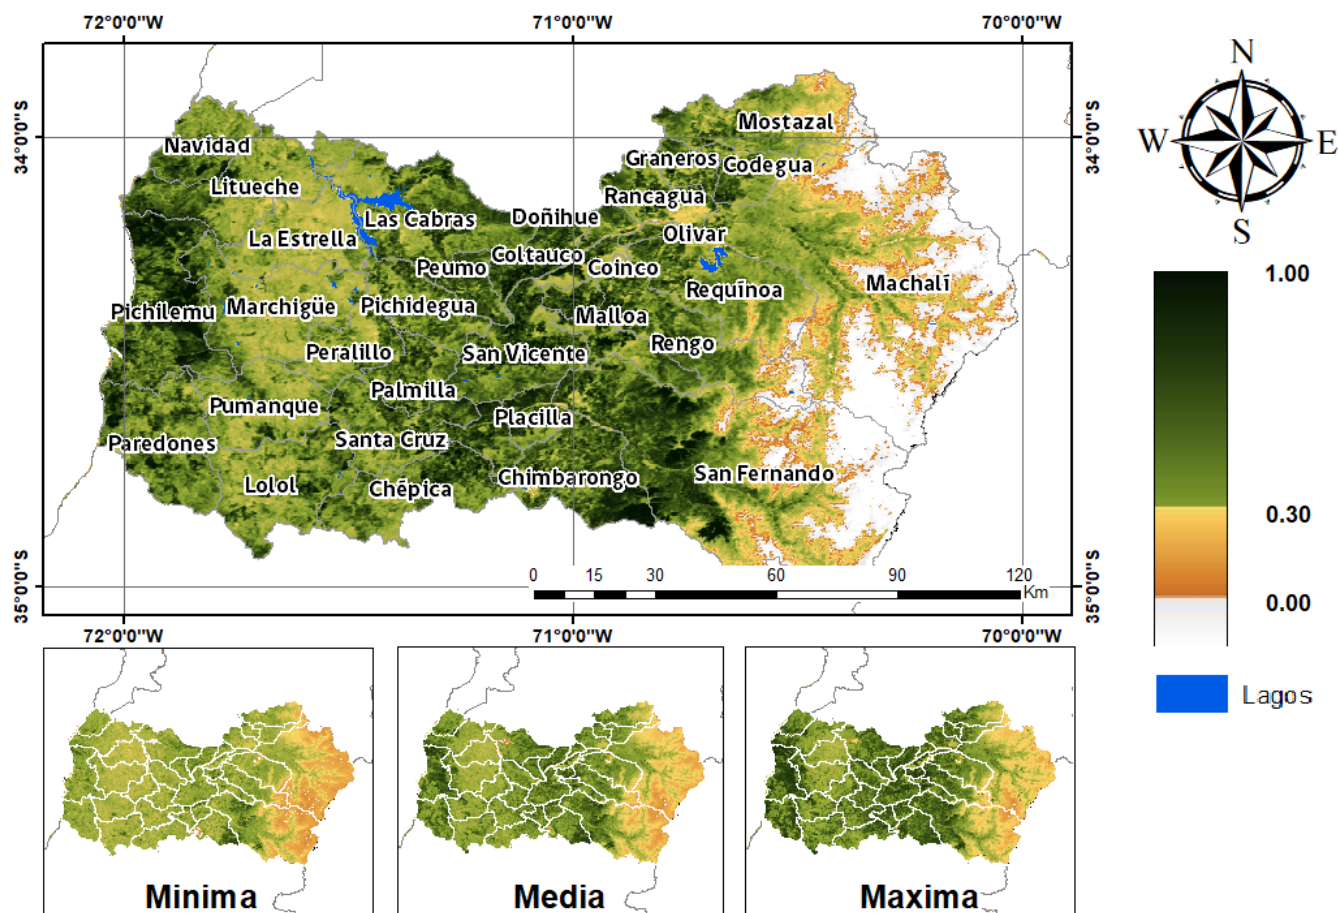 72°0'0"W 71°0'0"W 70°0'0"W
N
W E
S
34°0'0"S 34°0'0"S
Mostazal
Navidad
Graneros
Codegua
Litueche
Rancagua
Las Cabras
Doñihue
La Estrella
Olivar
Coltauco
Peumo
Coinco
Machalí
Requínoa
Marchigüe
Pichidegua
Pichilemu
Malloa
Rengo
Peralillo
San Vicente
Palmilla
Pumanque
Placilla
Paredones
Santa Cruz
San Fernando
Chimbarongo
Lolol
Chépica
35°0'0"S 35°0'0"S
0 15 30 60 90 120
Km
72°0'0"W 71°0'0"W 70°0'0"W
1.00
0.30
0.00
Lagos
Minima
Media
Maxima